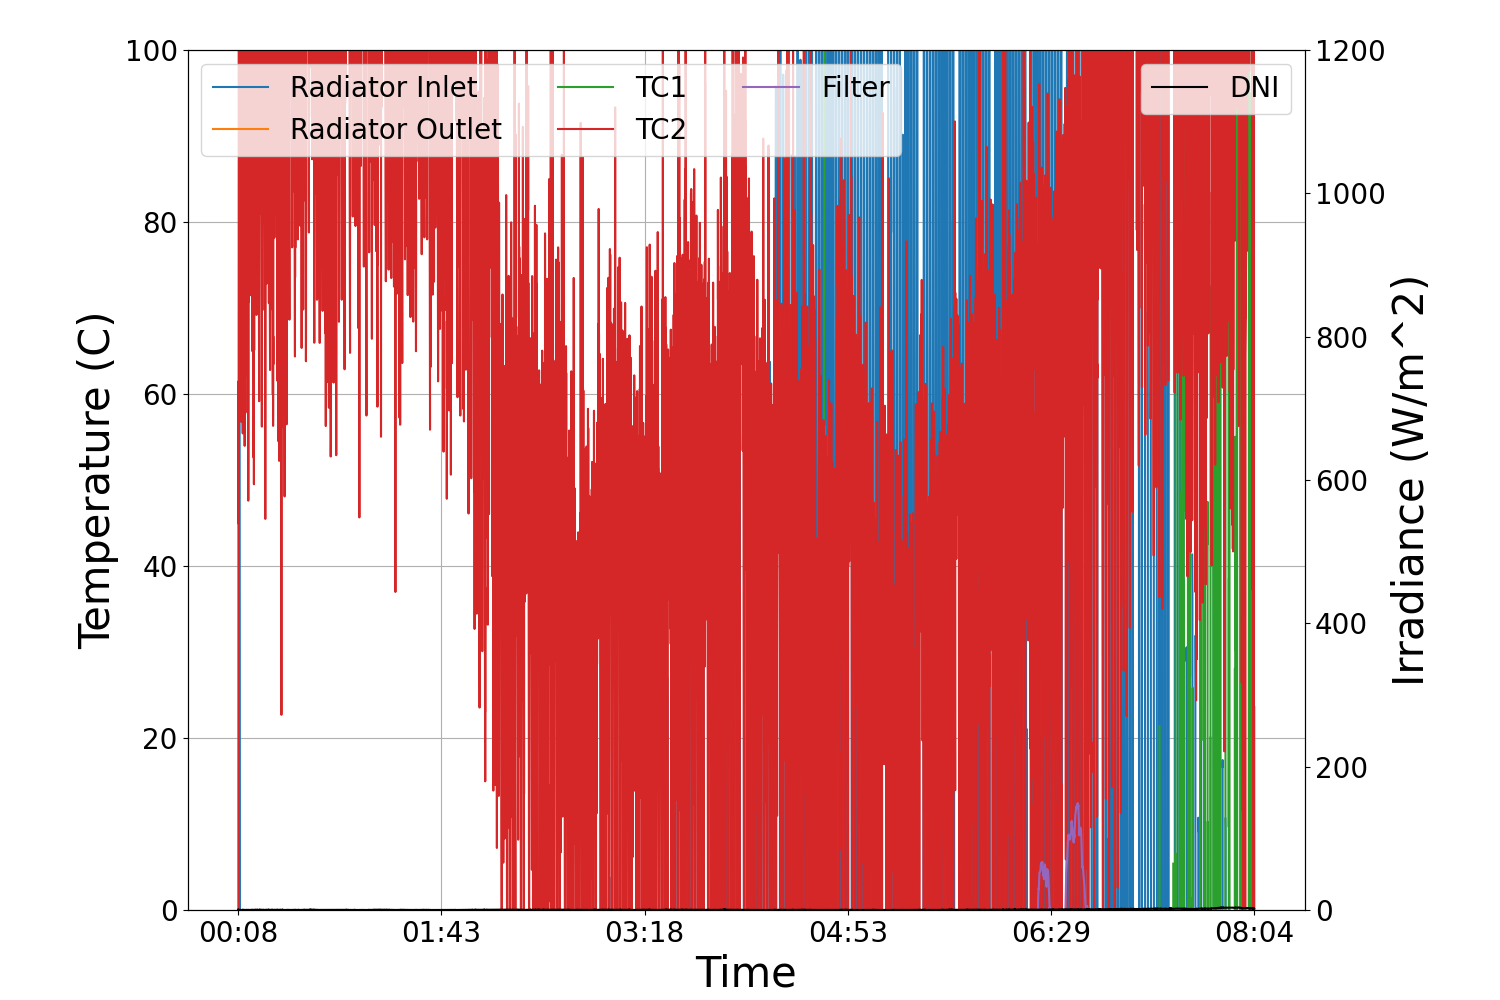 100
80
60
40
20
0
Temperature (C)
Radiator Inlet
Radiator Outlet
TC1
TC2
Filter
DNI
1200
1000
800
600
400
200
0
Irradiance (W/m^2)
00:08
01:43
03:18
04:53
06:29
08:04
Time